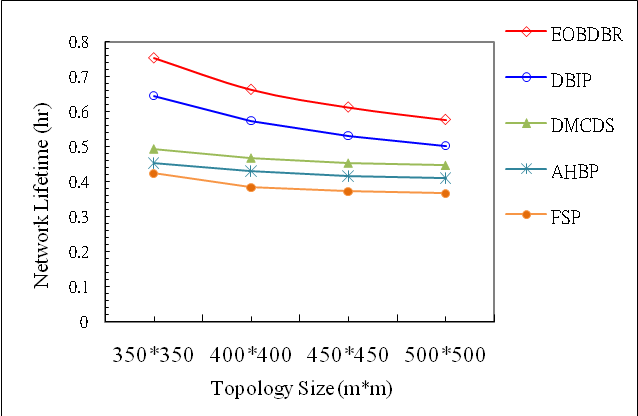 0.8
0.7
0.6
0.5
0.4
0.3
0.2
0.1
0
Network Lifetime (hr)
350*350 400*400 450*450 500*500
Topology Size (m*m)
EOBDBR
DBIP
DMCDS
AHBP
FSP